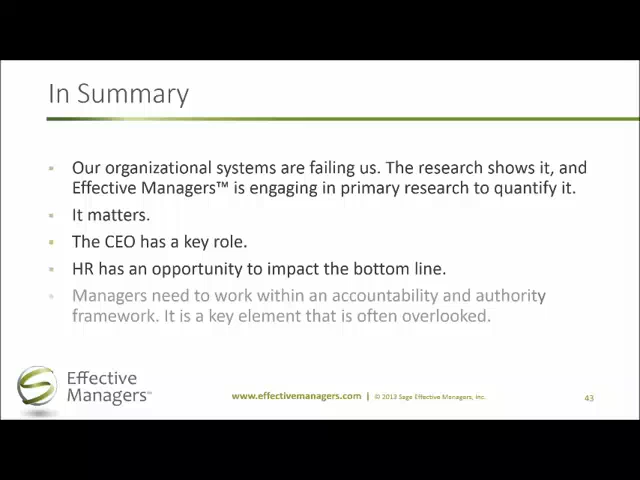 In Summary
Our organizational systems are failing us. The research shows it, and
Effective Managers™ is engaging in primary research to quantify it.
It matters.
The CEO has a key role.
HR has an opportunity to impact the bottom line.
Managers need to work within an accountability and authority
framework. It is a key element that is often overlooked.
Effective
Managers™
www.effectivemanagers.com | © 2013 Sage Effective Managers, Inc.
43